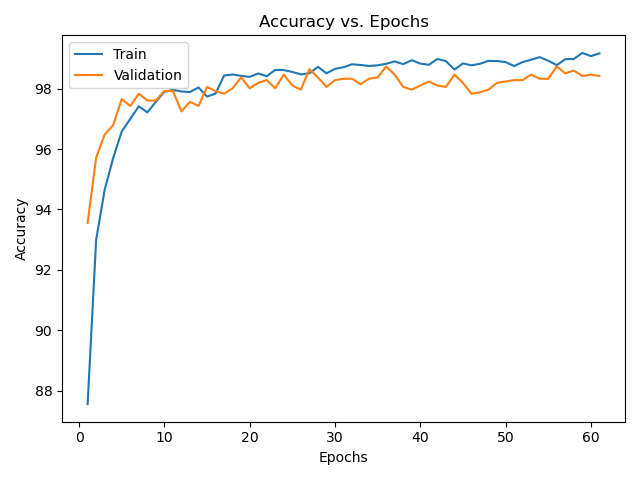 Accuracy vs. Epochs
Train
Validation
98
96
94
92
90
88
Accuracy
0 10 20 30 40 50 60
Epochs